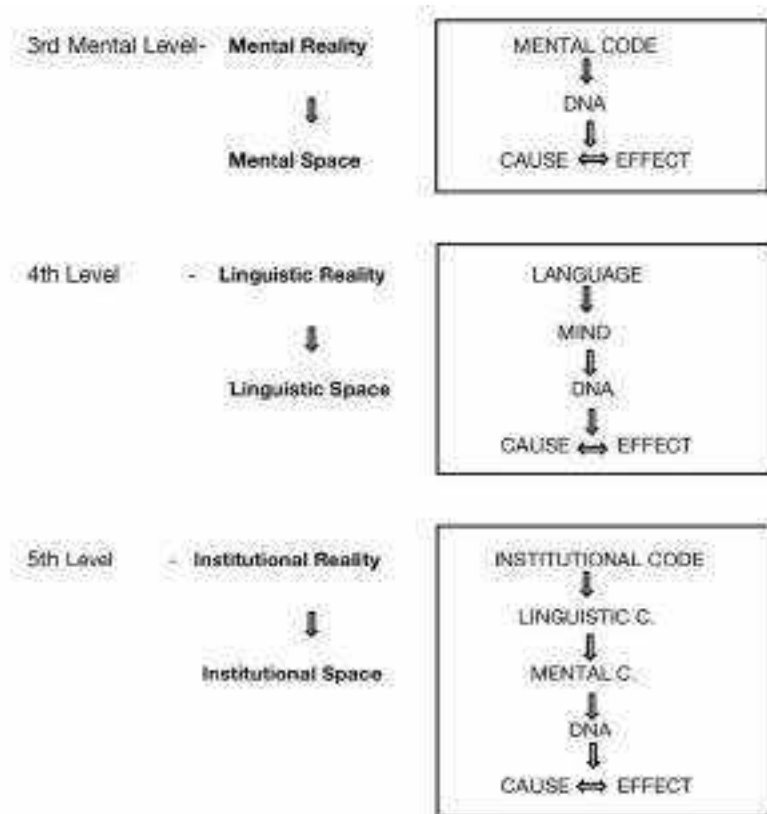 3rd Mental Level- Mental Reality
Mental Space
MENTAL CODE
DNA
CAUSE ⇔ EFFECT
4th Level - Linguistic Reality
Linguistic Space
LANGUAGE
MIND
DNA
CAUSE ⇔ EFFECT
5th Level - Institutional Reality
Institutional Space
INSTITUTIONAL CODE
LINGUISTIC C.
MENTAL C.
DNA
CAUSE ⇔ EFFECT